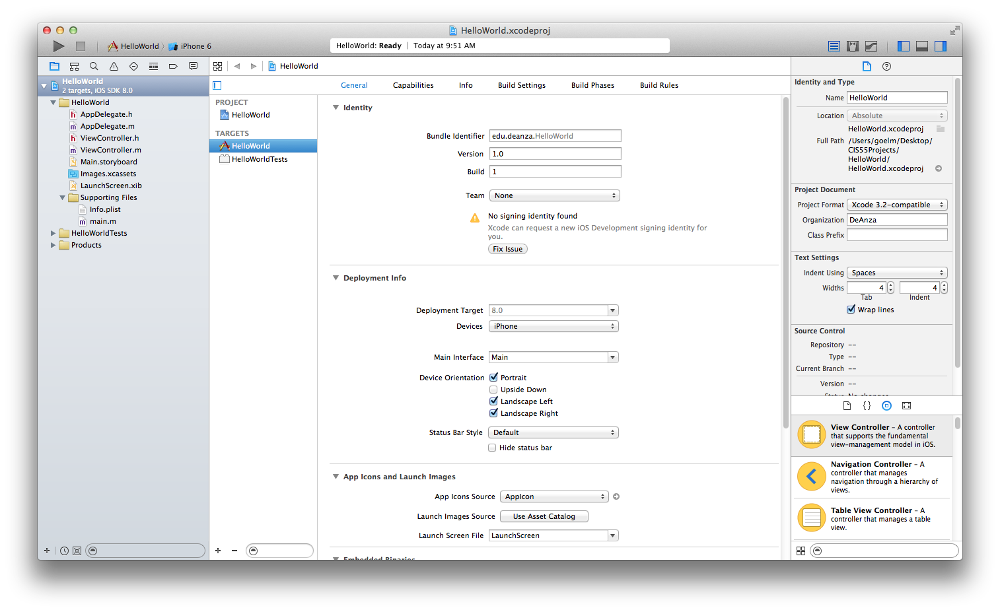 HelloWorld.xcodeproj
HelloWorld
iPhone 6
HelloWorld: Ready | Today at 9:51 AM
HelloWorld
2 targets, iOS SDK 8.0
HelloWorld
h AppDelegate.h
m AppDelegate.m
h ViewController.h
m ViewController.m
Main.storyboard
Images.xcassets
LaunchScreen.xib
Supporting Files
Info.plist
m main.m
HelloWorldTests
Products
HelloWorld
General Capabilities Info Build Settings Build Phases Build Rules
PROJECT
HelloWorld
TARGETS
HelloWorld
HelloWorldTests
Identity
Bundle Identifier edu.deanza.HelloWorld
Version 1.0
Build 1
Team None
No signing identity found
Xcode can request a new iOS Development signing identity for
you.
Fix Issue
Deployment Info
Deployment Target 8.0
Devices iPhone
Main Interface Main
Device Orientation Portrait
Upside Down
Landscape Left
Landscape Right
Status Bar Style Default
Hide status bar
App Icons and Launch Images
App Icons Source AppIcon
Launch Images Source Use Asset Catalog
Launch Screen File LaunchScreen
Embedded Binaries
Identity and Type
Name HelloWorld
Location Absolute
HelloWorld.xcodeproj
Full Path /Users/goelm/Desktop/
CIS55Projects/
HelloWorld/
HelloWorld.xcodeproj
Project Document
Project Format Xcode 3.2-compatible
Organization DeAnza
Class Prefix
Text Settings
Indent Using Spaces
Widths 4 4
Tab Indent
Wrap lines
Source Control
Repository --
Type --
Current Branch --
Version --
Status No changes
{}
View Controller – A controller
that supports the fundamental
view-management model in iOS.
Navigation Controller – A
controller that manages
navigation through a hierarchy of
views.
Table View Controller – A
controller that manages a table
view.